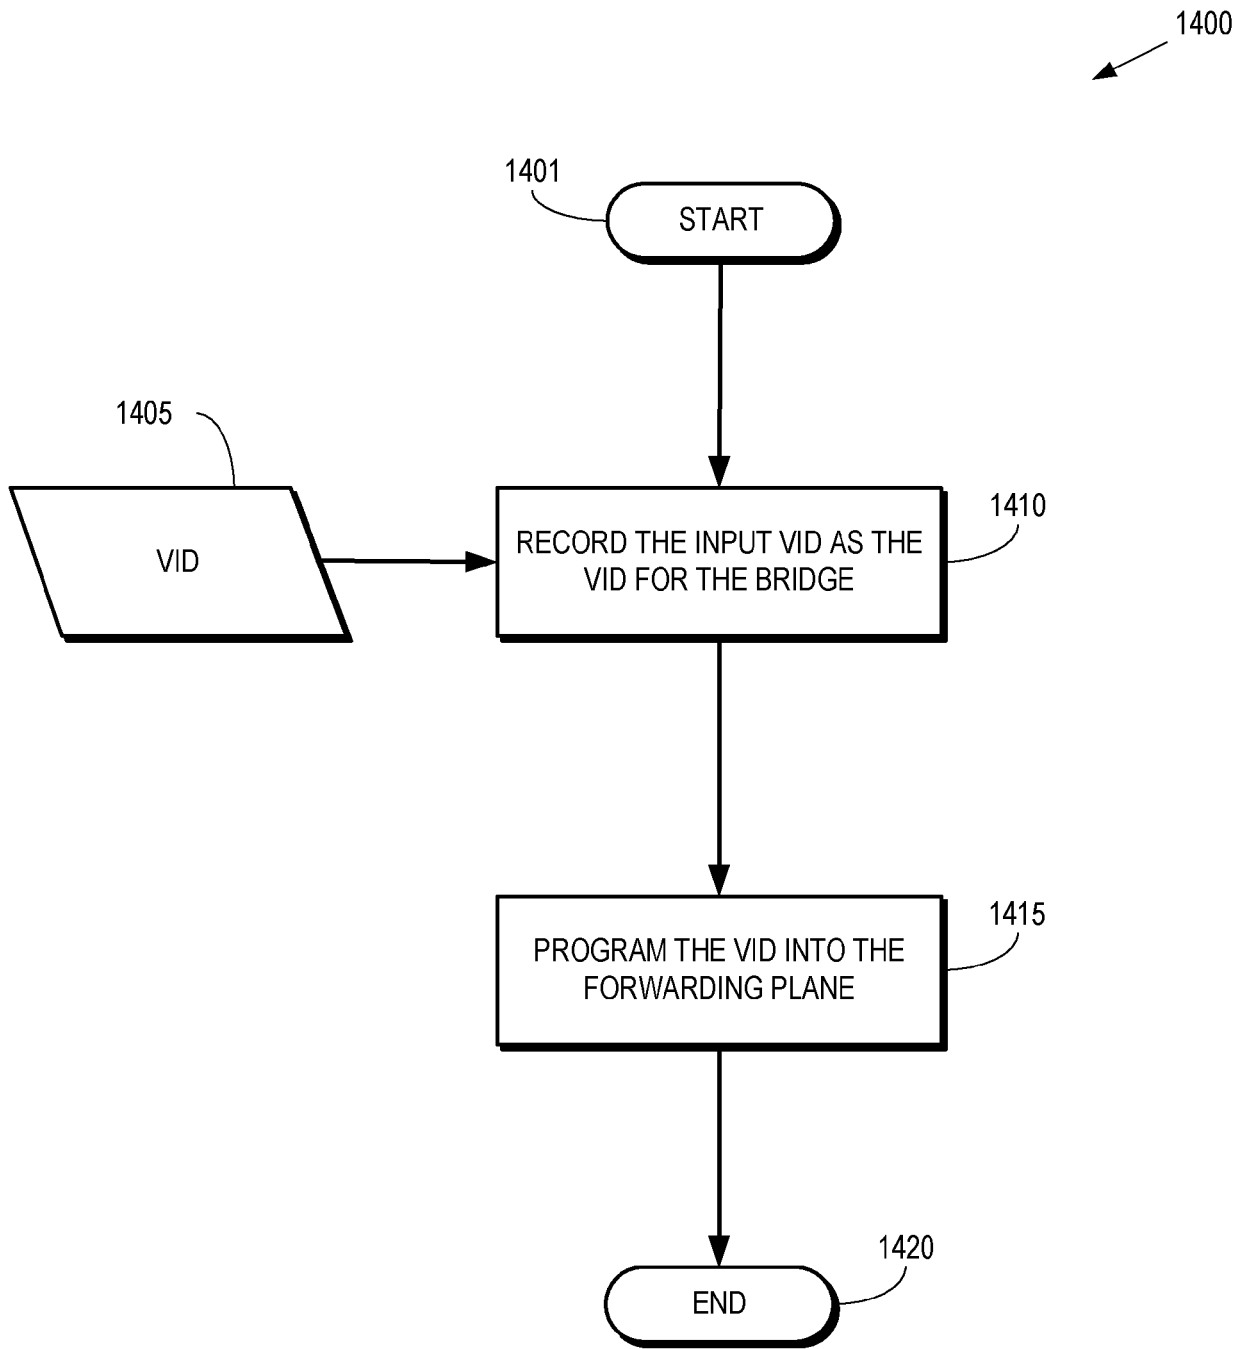 1400
1401
START
1405
VID
RECORD THE INPUT VID AS THE
VID FOR THE BRIDGE
1410
PROGRAM THE VID INTO THE
FORWARDING PLANE
1415
1420
END